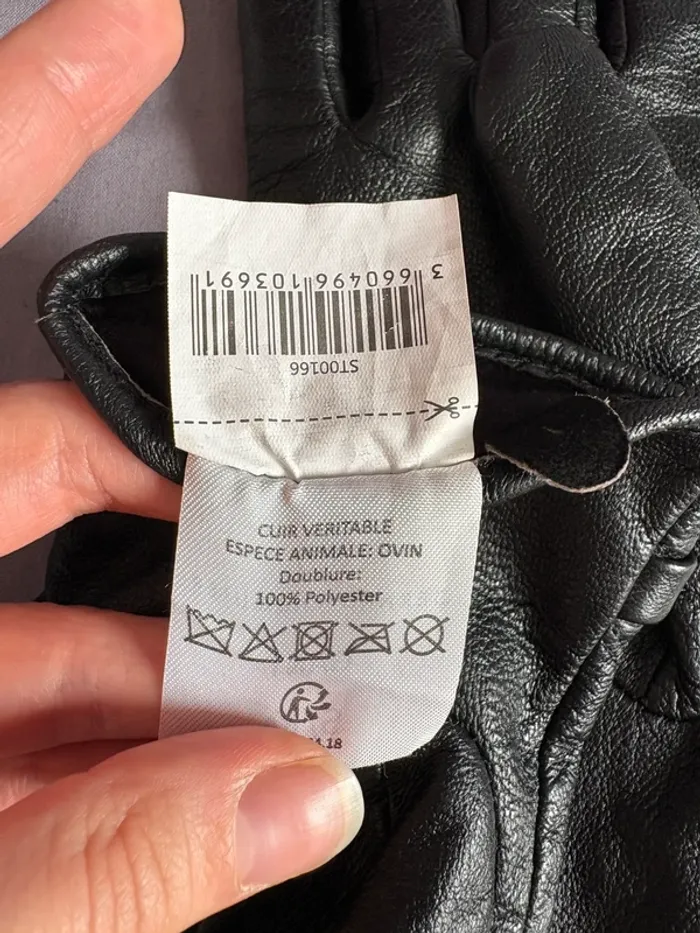 3 660496 103691
ST00166
CUIR VERITABLE
ESPECE ANIMALE: OVIN
Doublure:
100% Polyester